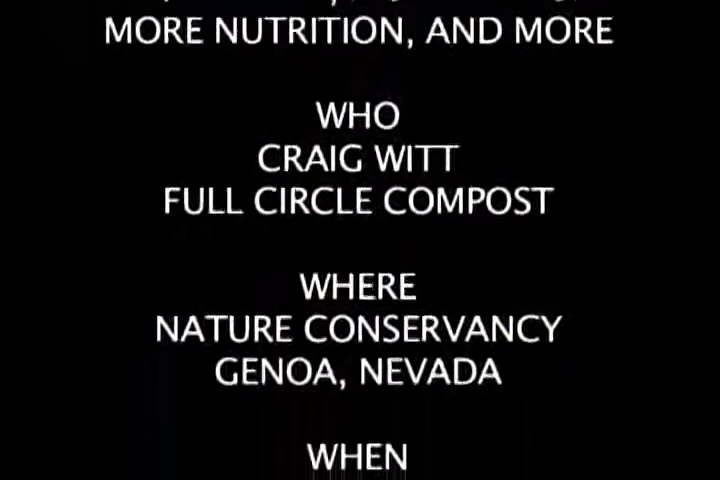 MORE NUTRITION, AND MORE
WHO
CRAIG WITT
FULL CIRCLE COMPOST
WHERE
NATURE CONSERVANCY
GENOA, NEVADA
WHEN